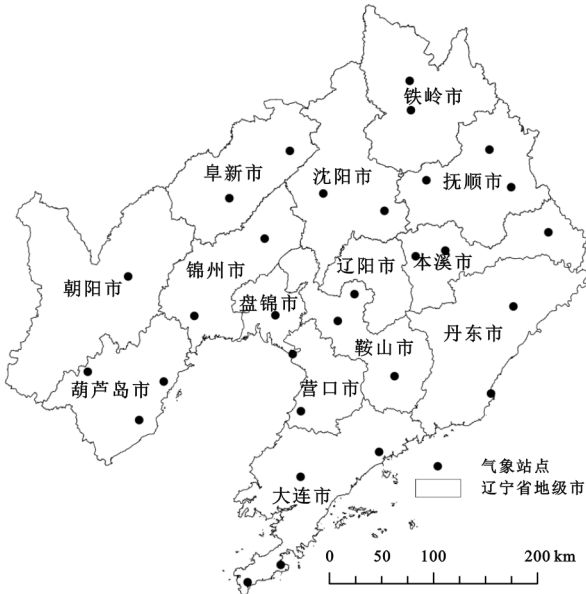 铁岭市
阜新市
沈阳市
抚顺市
朝阳市
锦州市
辽阳市
本溪市
盘锦市
丹东市
鞍山市
葫芦岛市
营口市
大连市
气象站点
辽宁省地级市
0 50 100 200 km